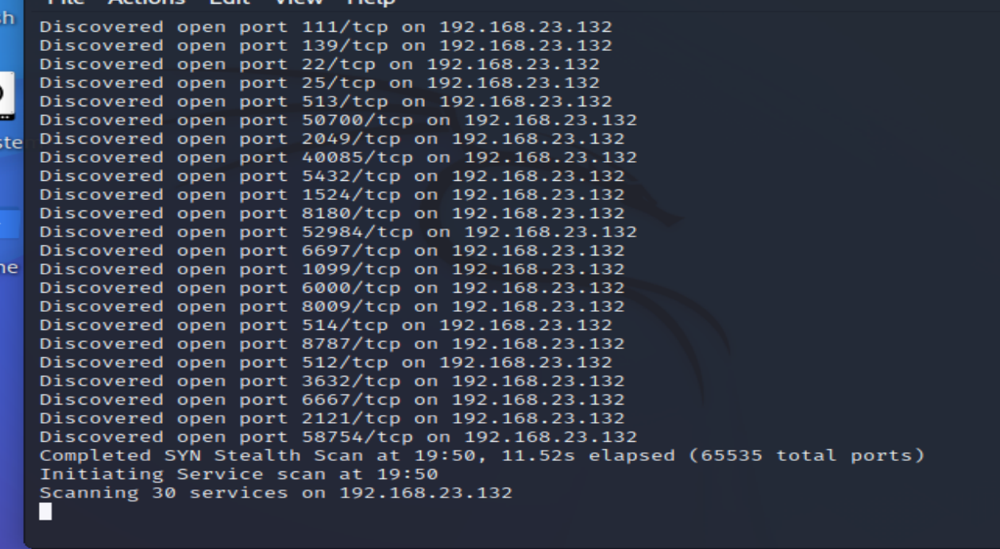 File Actions Edit View Help
sh
Discovered open port 111/tcp on 192.168.23.132
Discovered open port 139/tcp on 192.168.23.132
Discovered open port 22/tcp on 192.168.23.132
Discovered open port 25/tcp on 192.168.23.132
Discovered open port 513/tcp on 192.168.23.132
Discovered open port 50700/tcp on 192.168.23.132
Discovered open port 2049/tcp on 192.168.23.132
ste
Discovered open port 40085/tcp on 192.168.23.132
Discovered open port 5432/tcp on 192.168.23.132
Discovered open port 1524/tcp on 192.168.23.132
Discovered open port 8180/tcp on 192.168.23.132
Discovered open port 52984/tcp on 192.168.23.132
Discovered open port 6697/tcp on 192.168.23.132
Discovered open port 1099/tcp on 192.168.23.132
ne
Discovered open port 6000/tcp on 192.168.23.132
Discovered open port 8009/tcp on 192.168.23.132
Discovered open port 514/tcp on 192.168.23.132
Discovered open port 8787/tcp on 192.168.23.132
Discovered open port 512/tcp on 192.168.23.132
Discovered open port 3632/tcp on 192.168.23.132
Discovered open port 6667/tcp on 192.168.23.132
Discovered open port 2121/tcp on 192.168.23.132
Discovered open port 58754/tcp on 192.168.23.132
Completed SYN Stealth Scan at 19:50, 11.52s elapsed (65535 total ports)
Initiating Service scan at 19:50
Scanning 30 services on 192.168.23.132